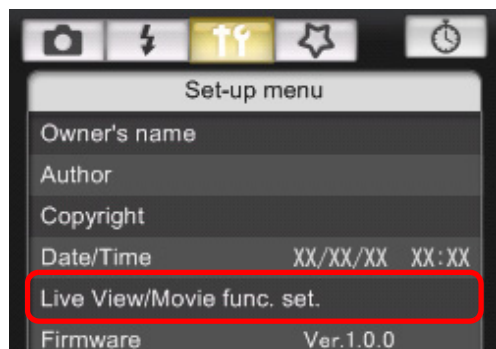 Set-up menu
Owner's name
Author
Copyright
Date/Time XX/XX/XX XX:XX
Live View/Movie func. set.
Firmware Ver.1.0.0